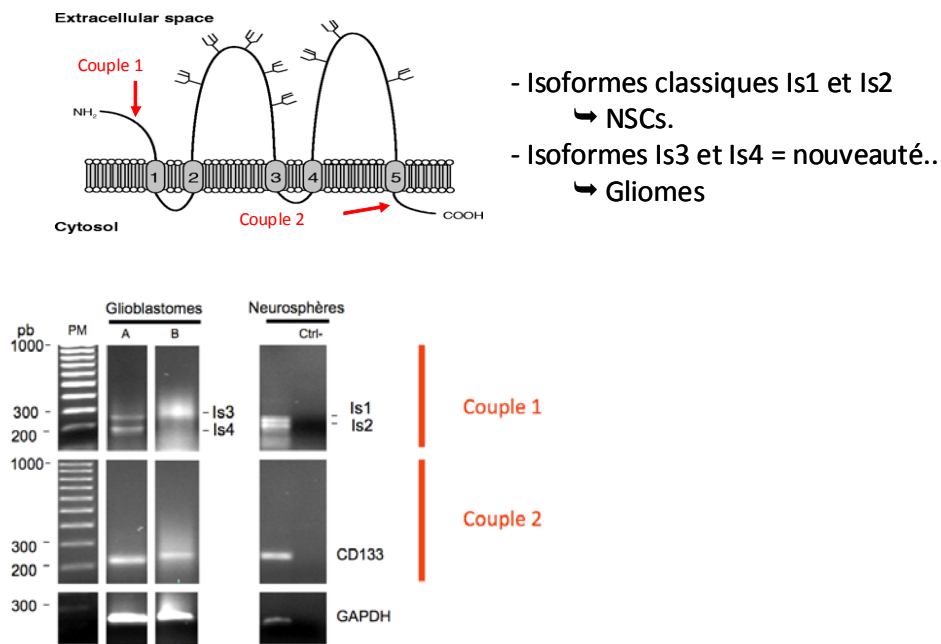 Extracellular space
Couple 1
NH₂
1 2 3 4 5
Couple 2
COOH
Cytosol
- Isoformes classiques Is1 et Is2
➥ NSCs.
- Isoformes Is3 et Is4 = nouveauté..
➥ Gliomes
Glioblastomes
Neurosphères
pb PM A B Ctrl-
1000-
300 -
200 -
-Is3
-Is4
Is1
Is2
Couple 1
1000-
300 -
200 -
CD133
Couple 2
300 -
GAPDH